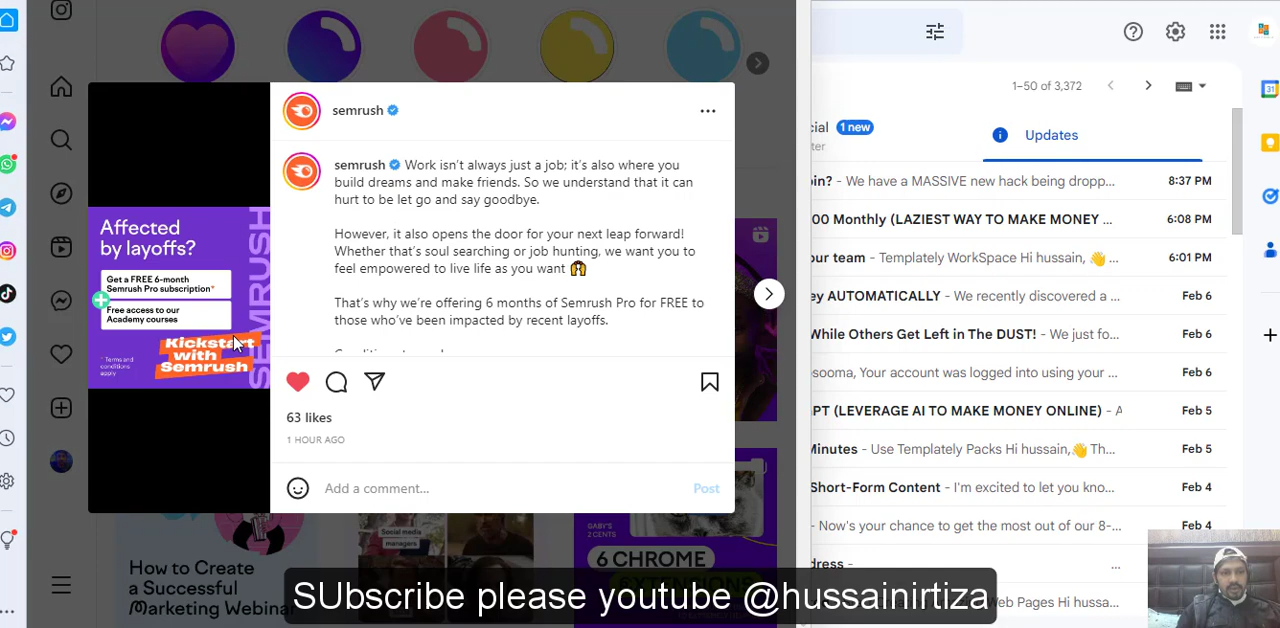 semrush
semrush Work isn't always just a job; it's also where you
build dreams and make friends. So we understand that it can
hurt to be let go and say goodbye.
However, it also opens the door for your next leap forward!
Whether that's soul searching or job hunting, we want you to
feel empowered to live life as you want
That's why we're offering 6 months of Semrush Pro for FREE to
those who've been impacted by recent layoffs.
63 likes
1 HOUR AGO
Add a comment...
Post
Affected
by layoffs?
Get a FREE 6-month
Semrush Pro subscription*
Free access to our
Academy courses
Kickstart
with
Semrush
* Terms and
conditions
apply
SEMRUSH
How to Create
a Successful
Marketing Webinar
Social media
managers
GABY'S
2 CENTS
6 CHROME
1–50 of 3,372
cial 1 new
tter
Updates
oin? - We have a MASSIVE new hack being dropp...
8:37 PM
00 Monthly (LAZIEST WAY TO MAKE MONEY ...
6:08 PM
our team - Templately WorkSpace Hi hussain, ...
6:01 PM
ey AUTOMATICALLY - We recently discovered a ...
Feb 6
While Others Get Left in The DUST! - We just fo...
Feb 6
osooma, Your account was logged into using your ...
Feb 6
PT (LEVERAGE AI TO MAKE MONEY ONLINE) - A
Feb 5
Minutes - Use Templately Packs Hi hussain, Th...
Feb 5
Short-Form Content - I'm excited to let you kno...
Feb 4
- Now's your chance to get the most out of our 8-...
Feb 4
dress -
...
Web Pages Hi hussa...
31
SUbscribe please youtube @hussainirtiza